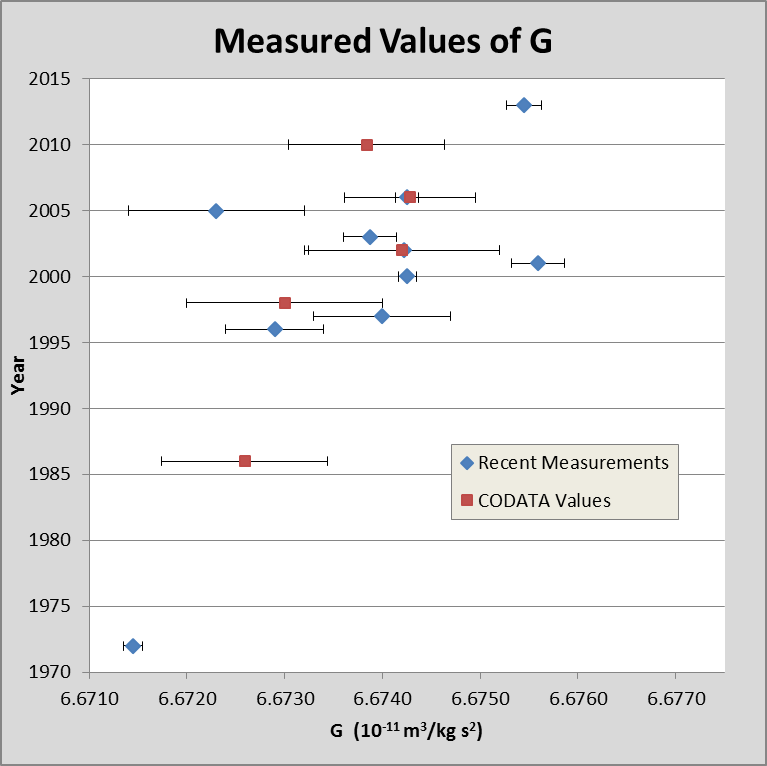 Measured Values of G
2015
2010
2005
2000
1995
1990
1985
1980
1975
1970
Year
Recent Measurements
CODATA Values
6.6710 6.6720 6.6730 6.6740 6.6750 6.6760 6.6770
G (10⁻¹¹ m³/kg s²)